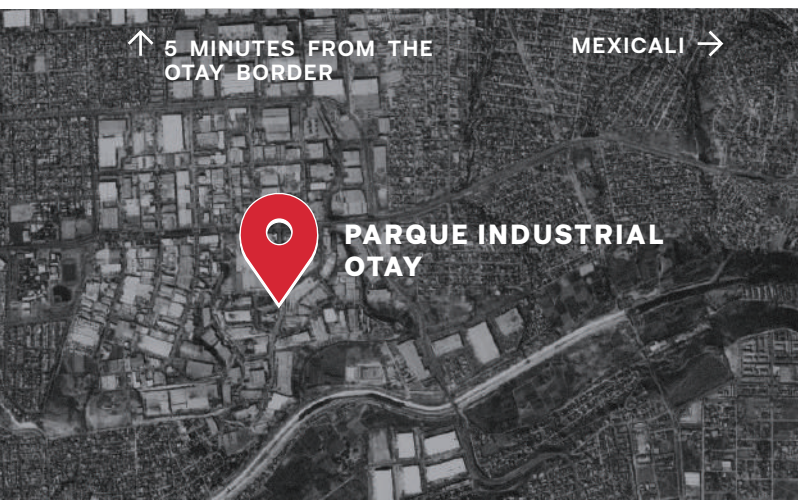 5 MINUTES FROM THE
OTAY BORDER
MEXICALI
PARQUE INDUSTRIAL
OTAY